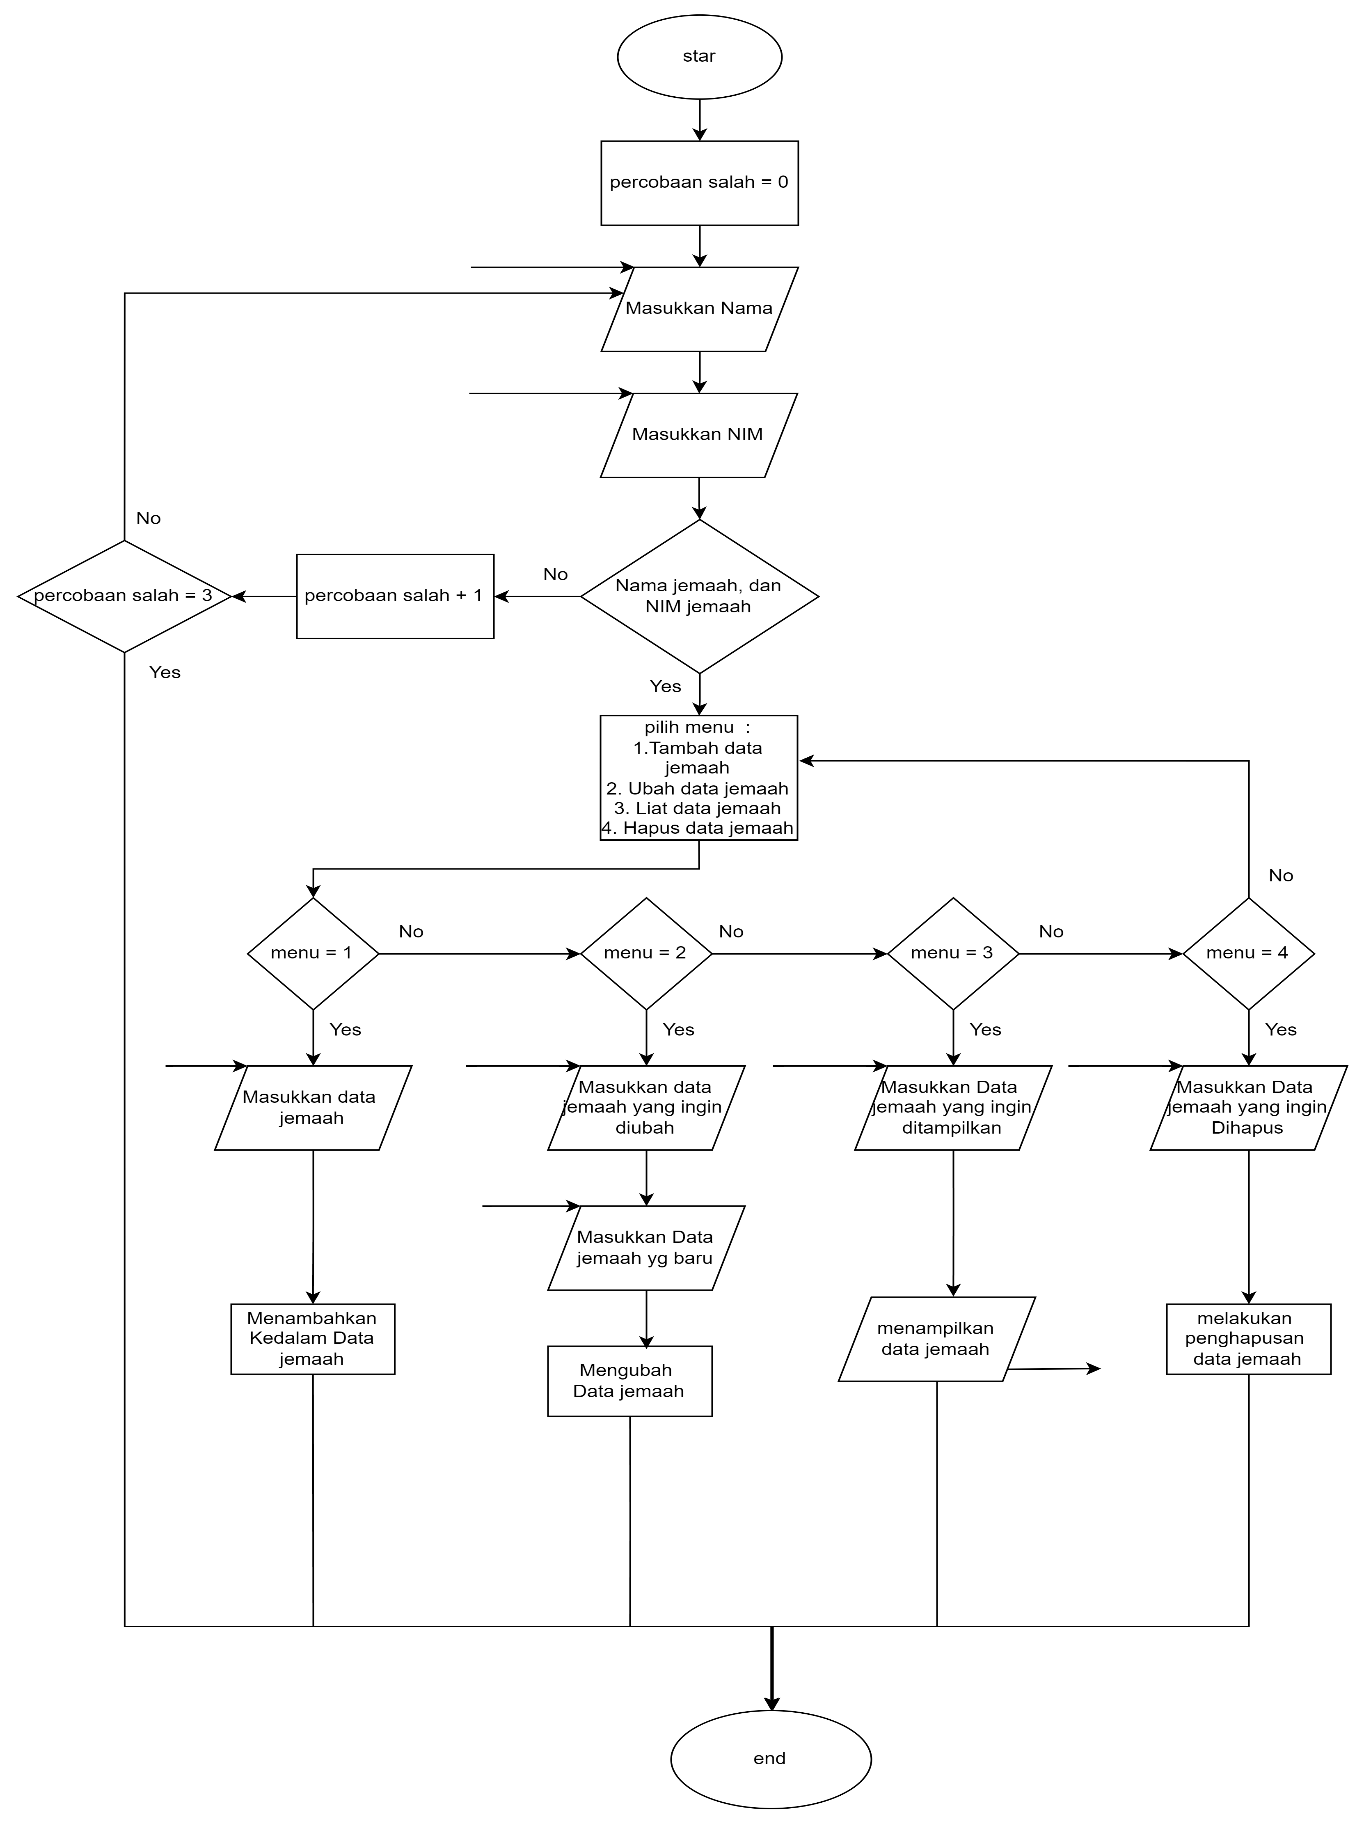 star
percobaan salah = 0
Masukkan Nama
Masukkan NIM
No
No
percobaan salah = 3
percobaan salah + 1
Nama jemaah, dan
NIM jemaah
Yes
Yes
pilih menu  :
1.Tambah data
jemaah
2. Ubah data jemaah
3. Liat data jemaah
4. Hapus data jemaah
No
No
No
No
menu = 1
menu = 2
menu = 3
menu = 4
Yes
Yes
Yes
Yes
Masukkan data
jemaah
Masukkan data
jemaah yang ingin
diubah
Masukkan Data
jemaah yang ingin
ditampilkan
Masukkan Data
jemaah yang ingin
Dihapus
Masukkan Data
jemaah yg baru
Menambahkan
Kedalam Data
jemaah
Mengubah
Data jemaah
menampilkan
data jemaah
melakukan
penghapusan
data jemaah
end